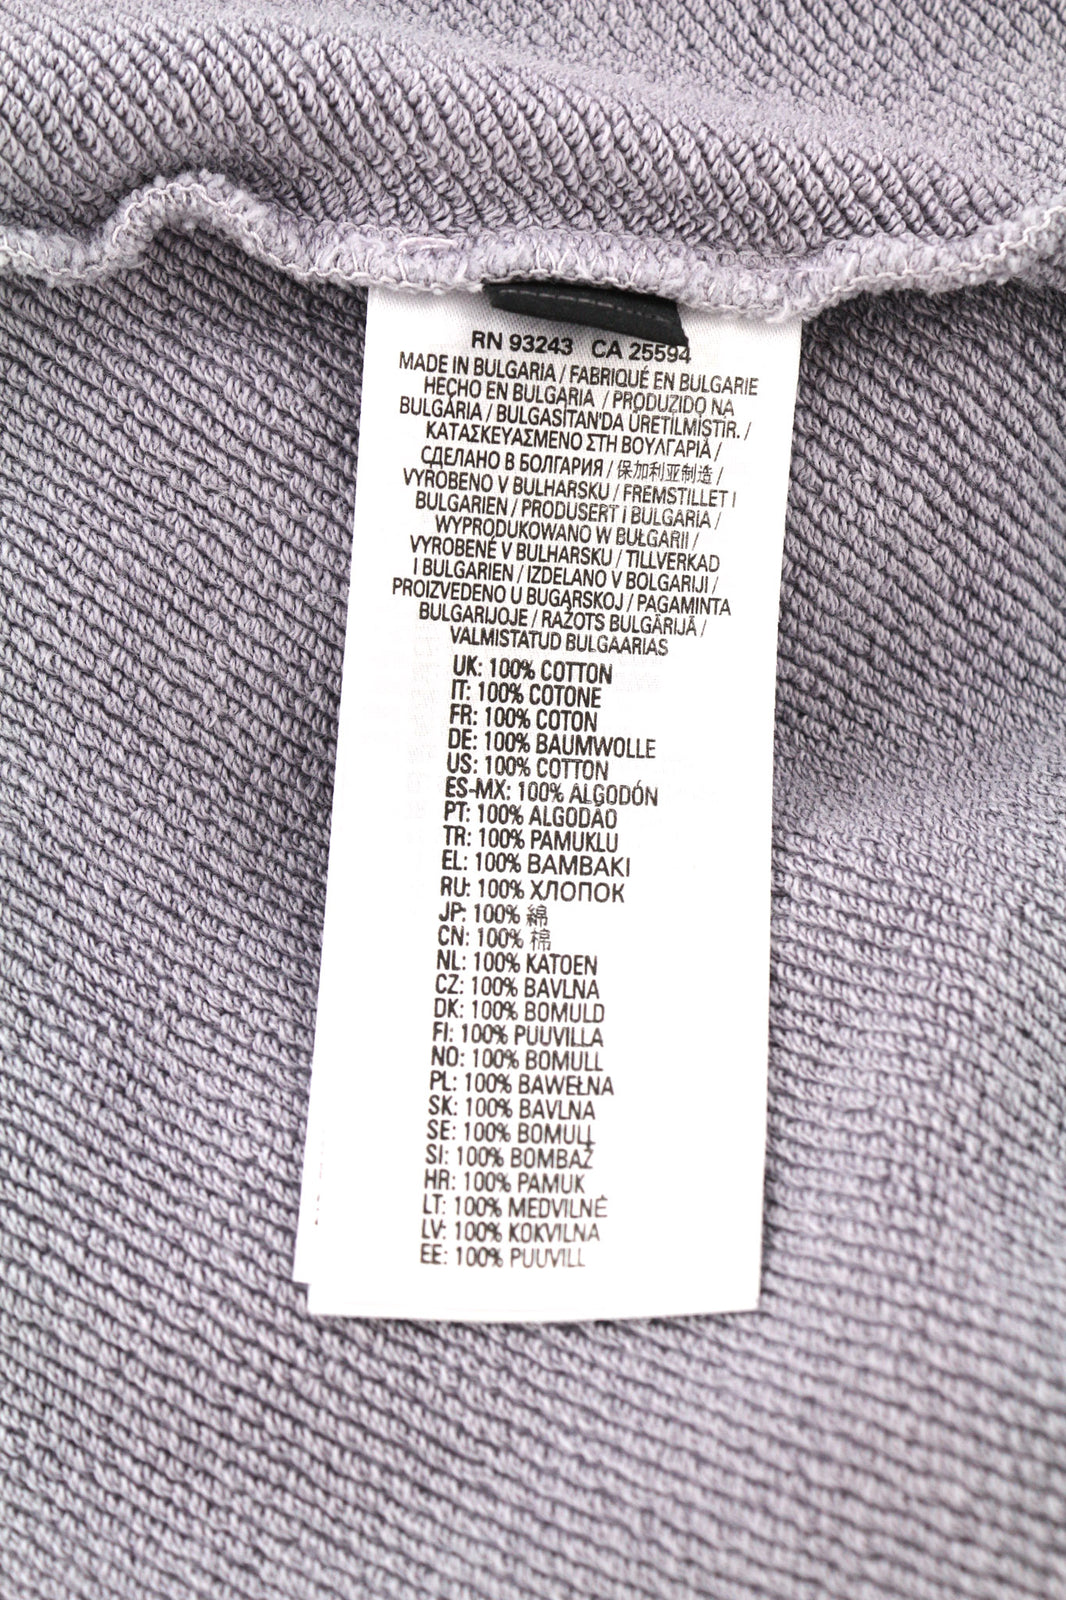 RN 93243 CA 25594
MADE IN BULGARIA / FABRIQUÉ EN BULGARIE
HECHO EN BULGARIA / PRODUZIDO NA
BULGÁRIA / BULGASİTAN'DA ÜRETİLMİŞTİR. /
ΚΑΤΑΣΚΕΥΑΣΜΕΝΟ ΣΤΗ ΒΟΥΛΓΑΡΙΑ /
СДЕЛАНО В БОЛГАРИЯ / 保加利亚制造 /
VYROBENO V BULHARSKU / FREMSTILLET I
BULGARIEN / PRODUSERT I BULGARIA /
WYPRODUKOWANO W BUŁGARII /
VYROBENÉ V BULHARSKU / TILLVERKAD
I BULGARIEN / IZDELANO V BOLGARIJI /
PROIZVEDENO U BUGARSKOJ / PAGAMINTA
BULGARIJOJE / RAŽOTS BULGĀRIJĀ /
VALMISTATUD BULGAARIAS
UK: 100% COTTON
IT: 100% COTONE
FR: 100% COTON
DE: 100% BAUMWOLLE
US: 100% COTTON
ES-MX: 100% ALGODÓN
PT: 100% ALGODÃO
TR: 100% PAMUKLU
EL: 100% ΒΑΜΒΑΚΙ
RU: 100% ХЛОПОК
JP: 100% 綿
CN: 100% 棉
NL: 100% KATOEN
CZ: 100% BAVLNA
DK: 100% BOMULD
FI: 100% PUUVILLA
NO: 100% BOMULL
PL: 100% BAWEŁNA
SK: 100% BAVLNA
SE: 100% BOMULL
SI: 100% BOMBAŽ
HR: 100% PAMUK
LT: 100% MEDVILNĖ
LV: 100% KOKVILNA
EE: 100% PUUVILL